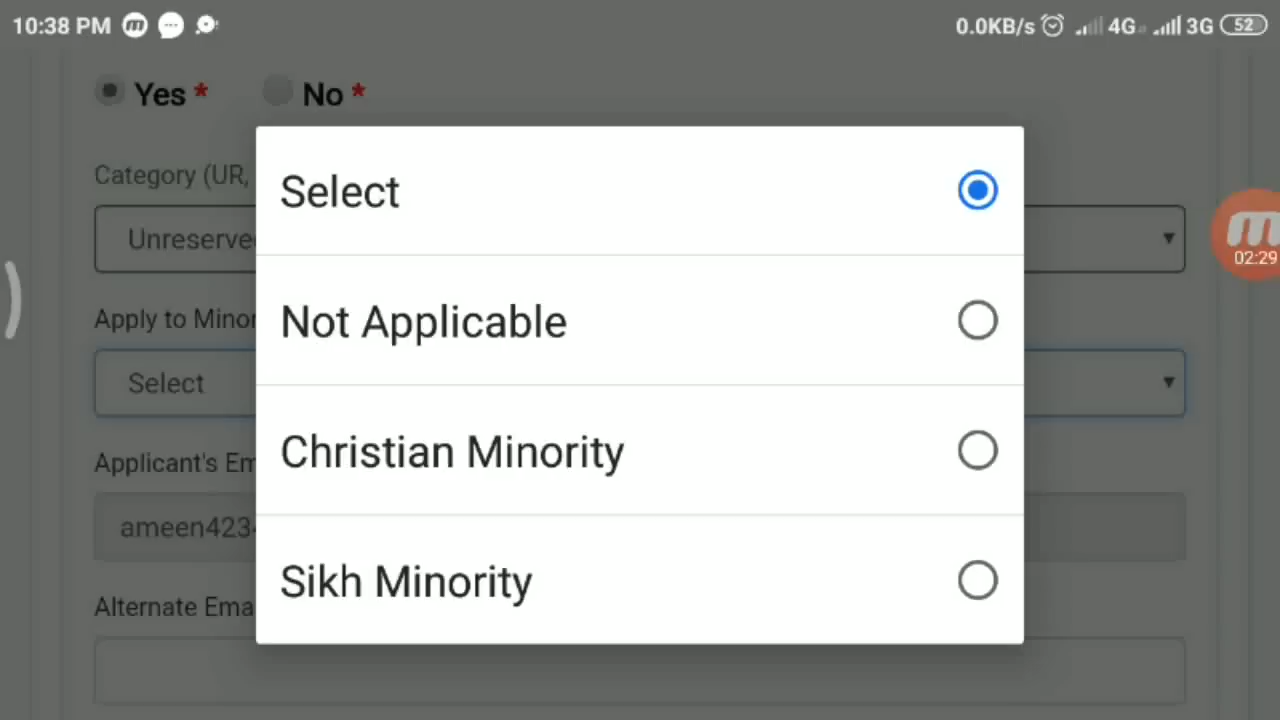 10:38 PM 0.0KB/s 4G 3G 52
Yes * No *
Category (UR,
Unreserve
Apply to Minor
Select
Applicant's Em
ameen423
Alternate Ema
Select
Not Applicable
Christian Minority
Sikh Minority
02:29